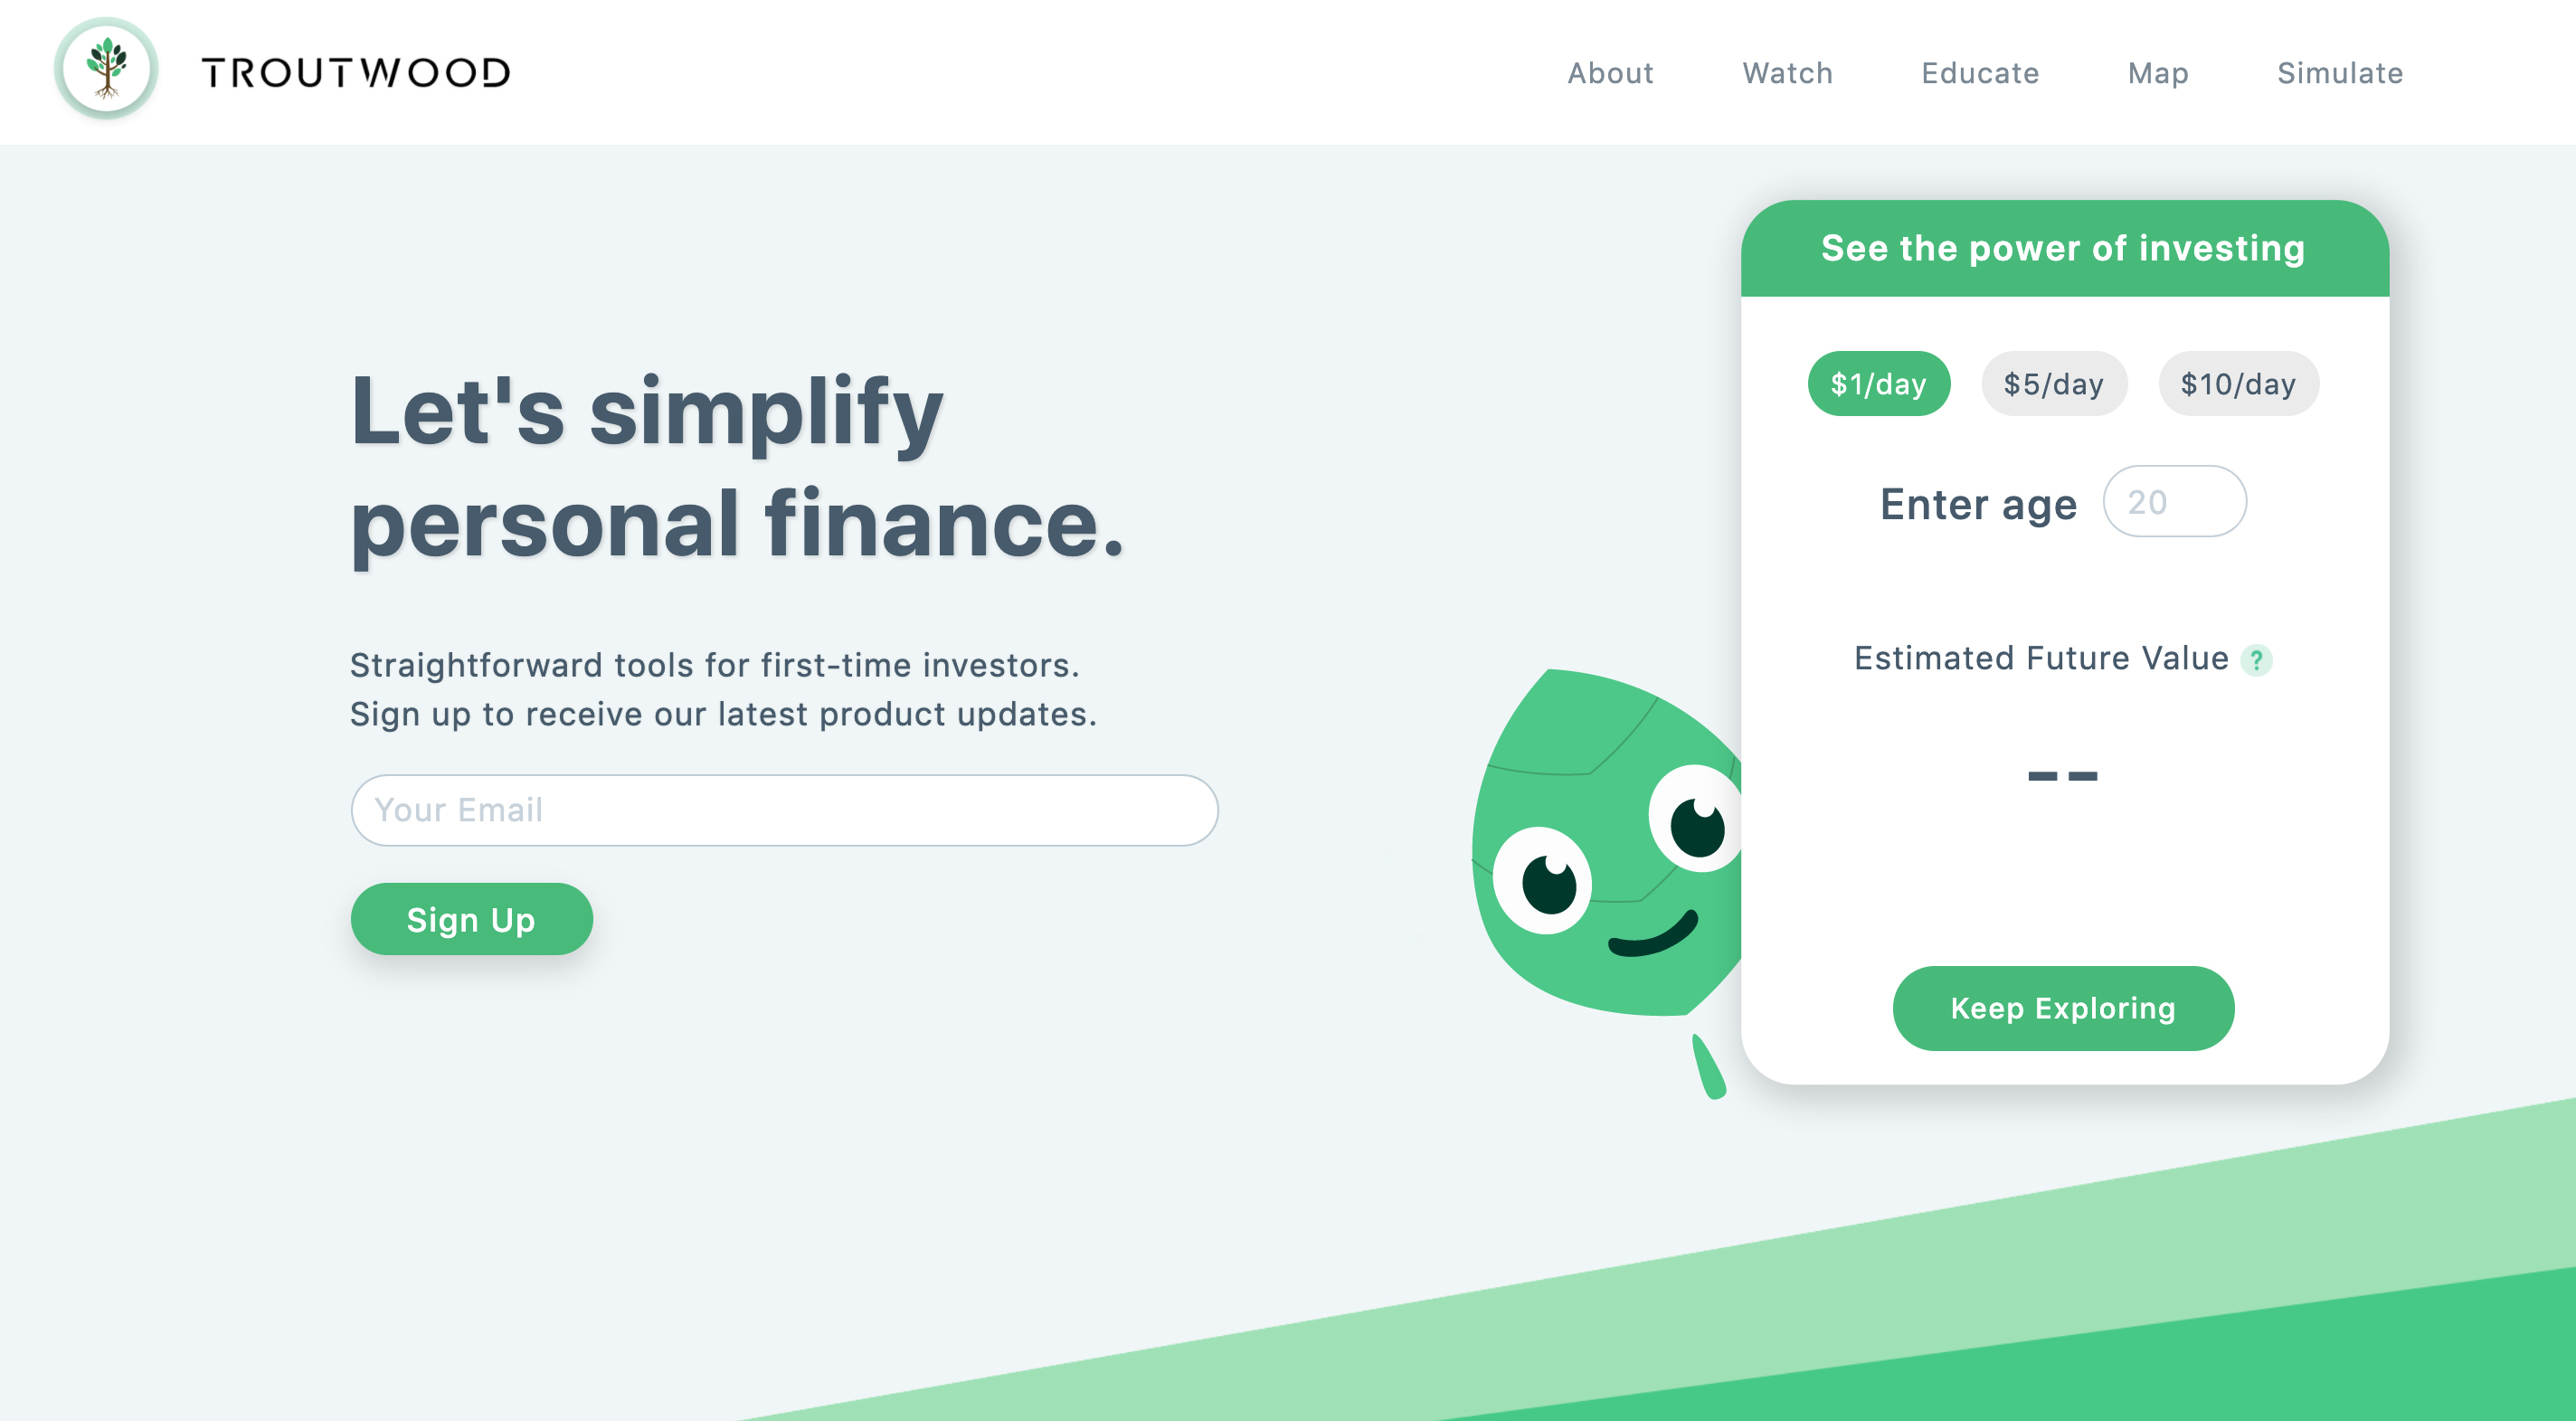 TROUTWOOD
About
Watch
Educate
Map
Simulate
Let's simplify
personal finance.
Straightforward tools for first-time investors.
Sign up to receive our latest product updates.
Your Email
Sign Up
See the power of investing
$1/day
$5/day
$10/day
Enter age
20
Estimated Future Value ?
--
Keep Exploring